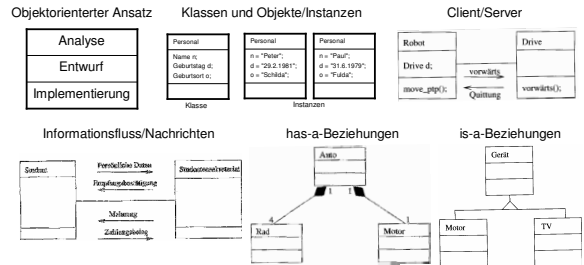 Objektorienterter Ansatz
Klassen und Objekte/Instanzen
Client/Server
Analyse
Entwurf
Implementierung
Personal
Name n;
Geburtstag d;
Geburtsort o;
Klasse
Personal
n = "Peter";
d = "29.2.1981";
o = "Schilda";
Personal
n = "Paul";
d = "31.6.1979";
o = "Fulda";
Instanzen
Robot
Drive d;
move_ptp();
vorwärts
Quittung
Drive
vorwärts();
Informationsfluss/Nachrichten
has-a-Beziehungen
is-a-Beziehungen
Student
Persönliche Daten
Empfangsbestätigung
Mahnung
Zahlungsbeleg
Studentensekretariat
Auto
1
1
4
1
Rad
Motor
Gerät
Motor
TV